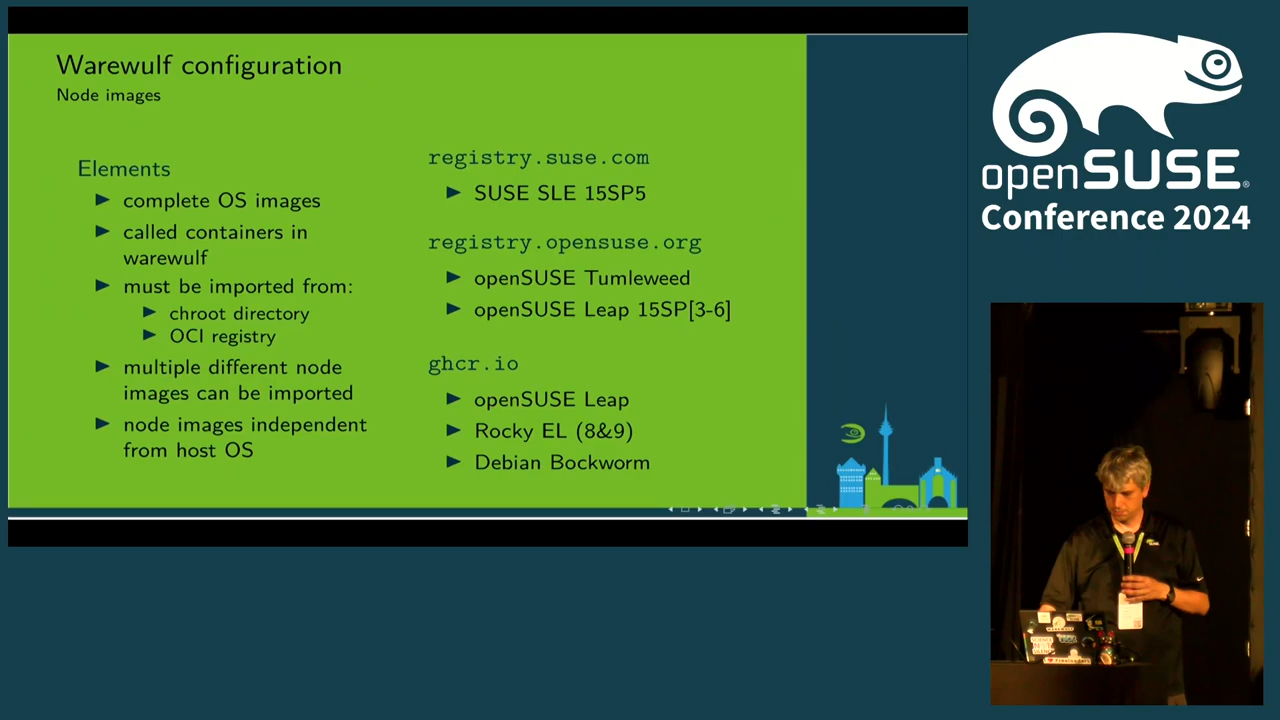 Warewulf configuration
Node images
Elements
complete OS images
called containers in
warewulf
must be imported from:
chroot directory
OCI registry
multiple different node
images can be imported
node images independent
from host OS
registry.suse.com
SUSE SLE 15SP5
registry.opensuse.org
openSUSE Tumleweed
openSUSE Leap 15SP[3-6]
ghcr.io
openSUSE Leap
Rocky EL (8&9)
Debian Bockworm
openSUSE
Conference 2024